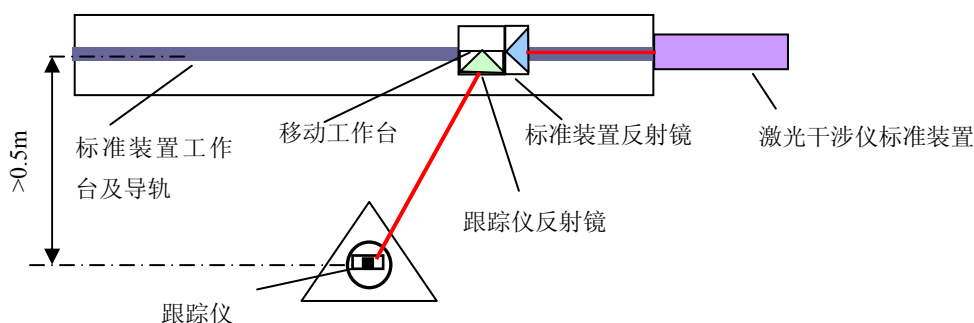 >0.5m
标准装置工作
台及导轨
移动工作台
标准装置反射镜
激光干涉仪标准装置
跟踪仪反射镜
跟踪仪